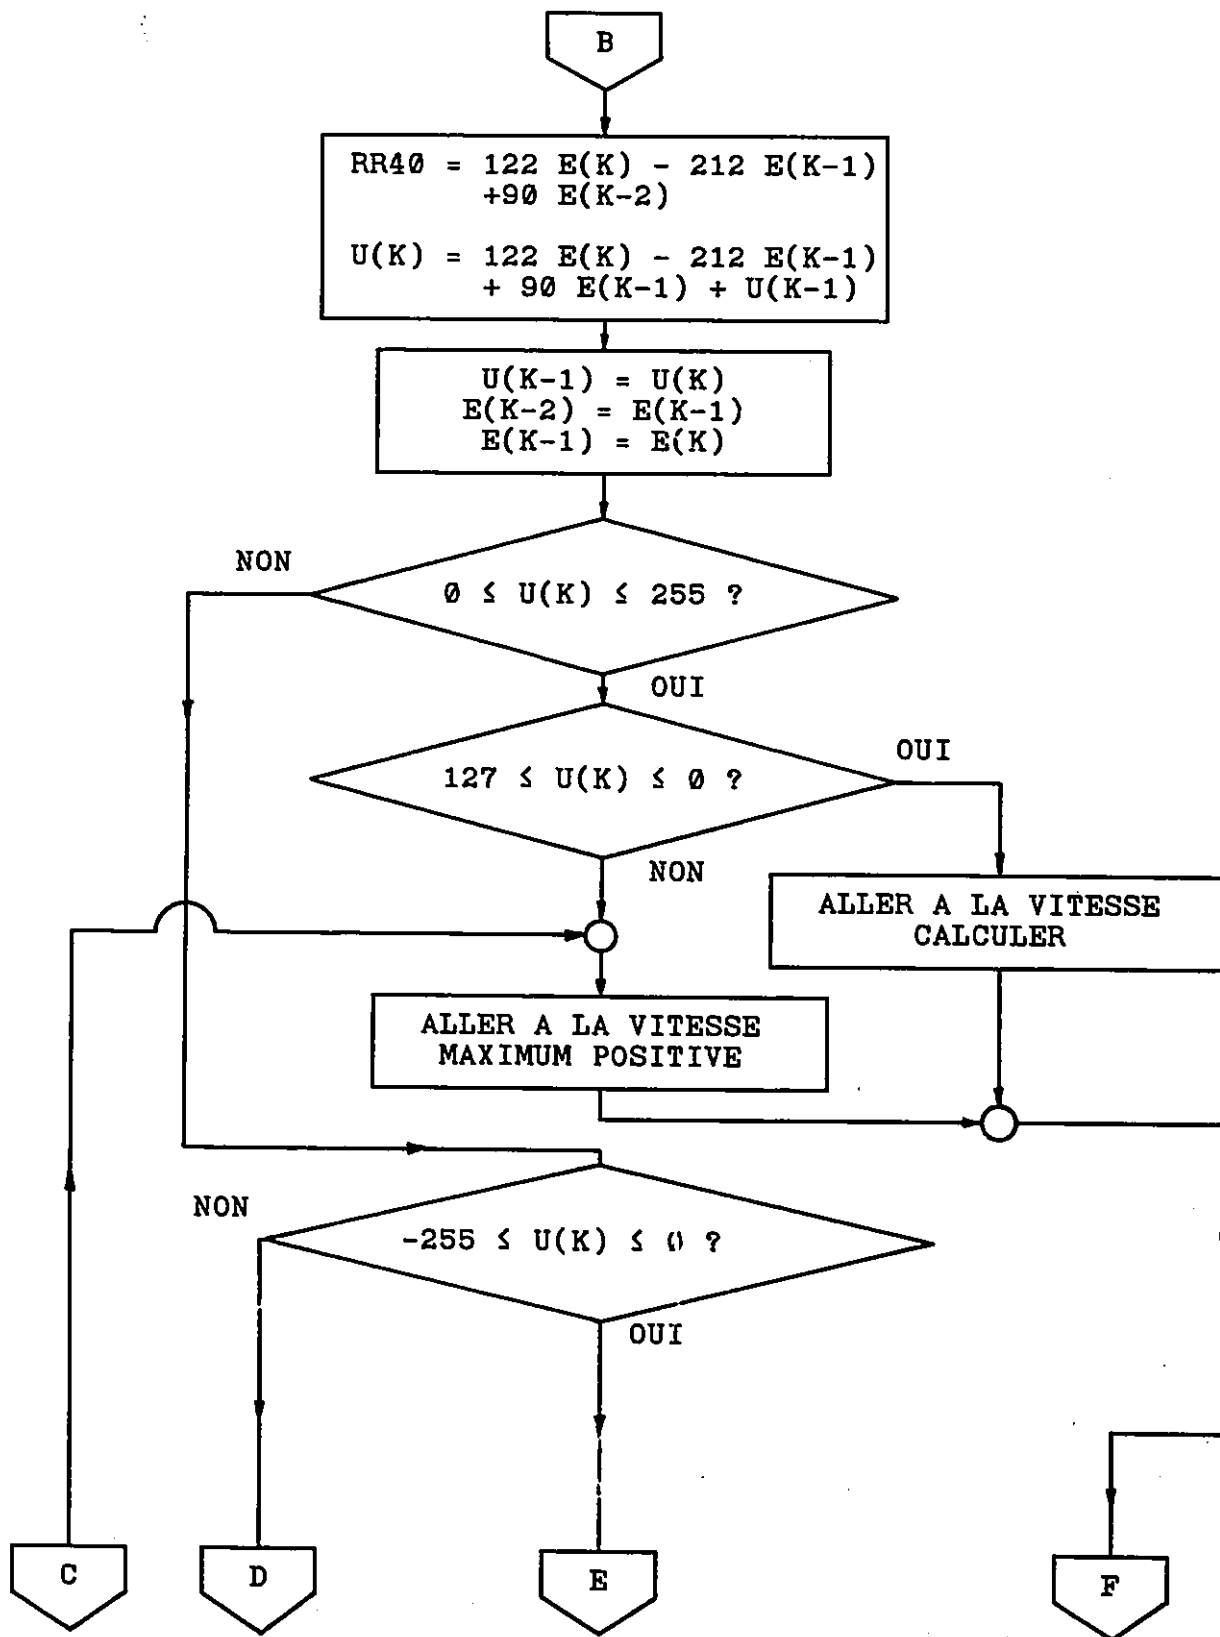 B
RR40 = 122 E(K) - 212 E(K-1)
+90 E(K-2)
U(K) = 122 E(K) - 212 E(K-1)
+ 90 E(K-1) + U(K-1)
U(K-1) = U(K)
E(K-2) = E(K-1)
E(K-1) = E(K)
NON
0 ≤ U(K) ≤ 255 ?
OUI
127 ≤ U(K) ≤ 0 ?
OUI
NON
ALLER A LA VITESSE
CALCULER
ALLER A LA VITESSE
MAXIMUM POSITIVE
NON
-255 ≤ U(K) ≤ 0 ?
OUI
C
D
E
F